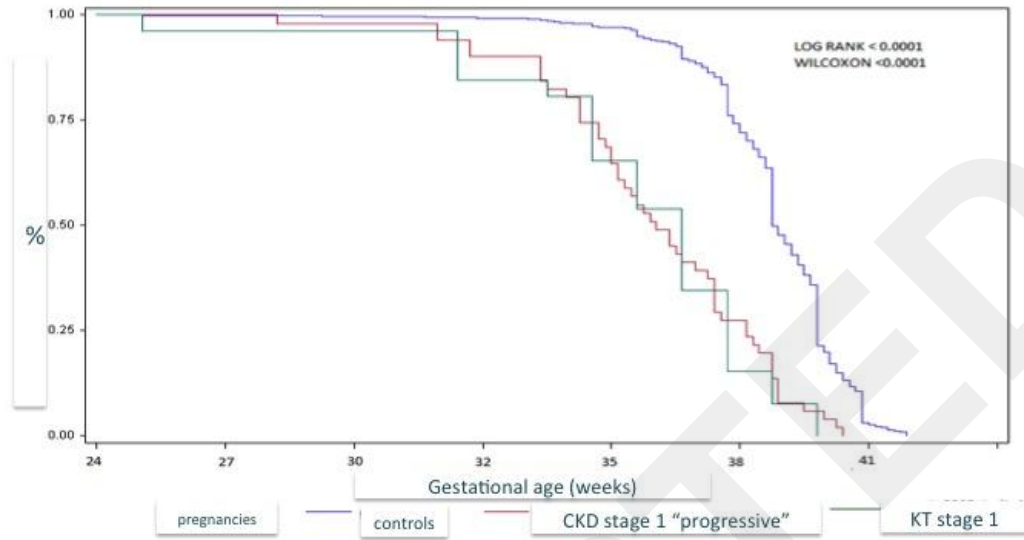 1.00
LOG RANK < 0.0001
WILCOXON <0.0001
0.75
%
0.50
0.25
0.00
24 27 30 32 35 38 41
Gestational age (weeks)
pregnancies controls CKD stage 1 “progressive” KT stage 1